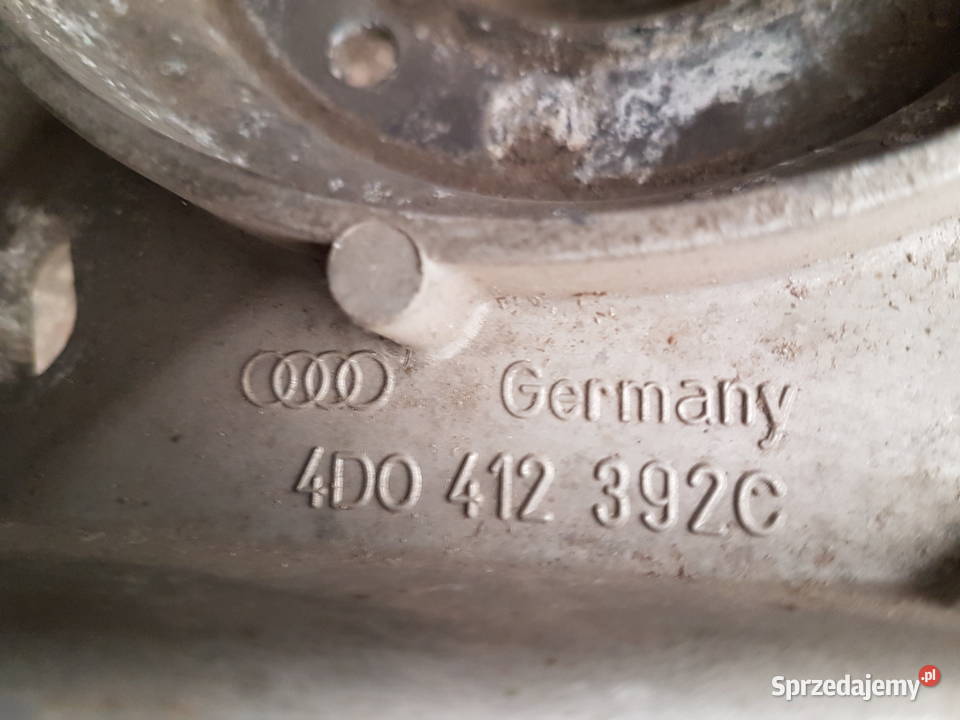 Germany
4D0 412 392C
Sprzedajemy.pl